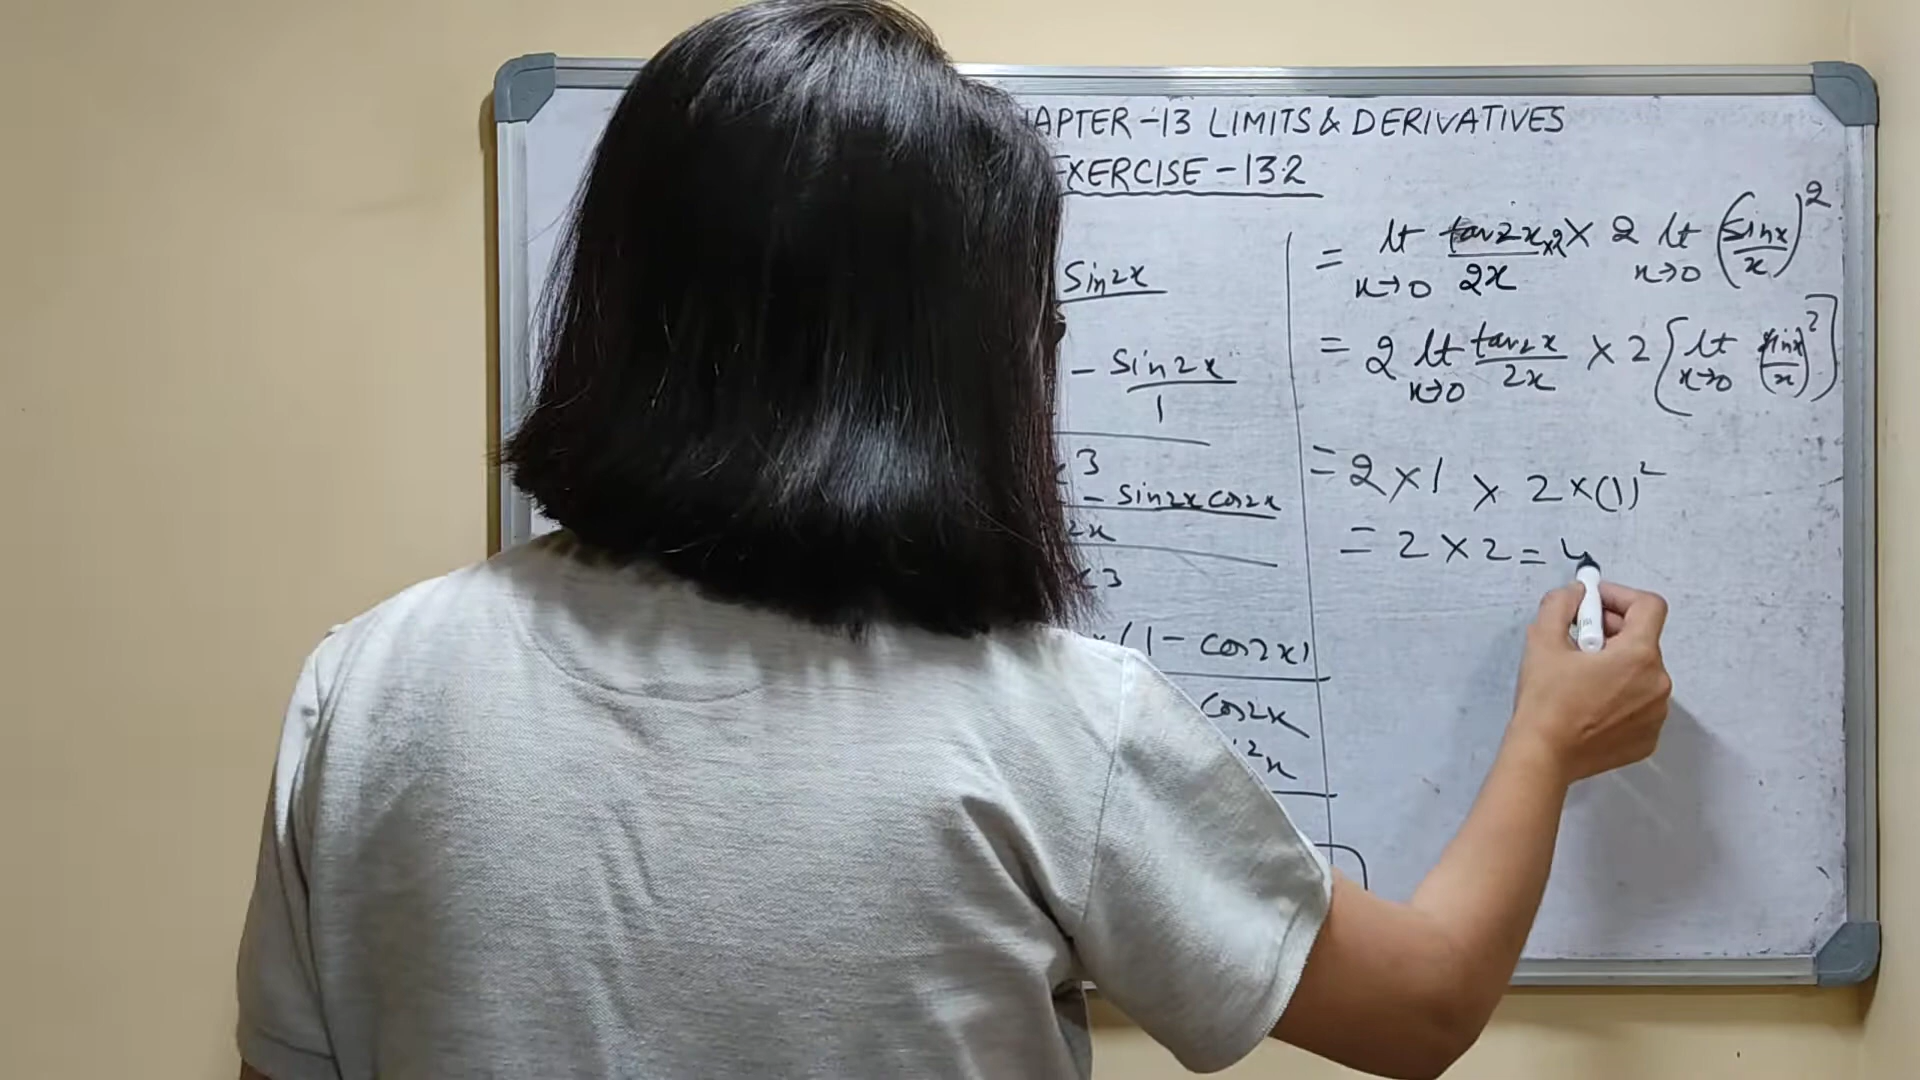 HAPTER-13 LIMITS & DERIVATIVES
EXERCISE-13.2
Sin2x
- Sin2x
1
3
- sin2x cos2x
2x
3
(1 - cos2x)
cos2x
2x
= lt tan2x×2 × 2 lt (Sinx)2
x→0 2x x→0 x
= 2 lt tan2x × 2 [lt sinx)2]
x→0 2x x→0 x
= 2 × 1 × 2 × (1)2
= 2 × 2 = 4